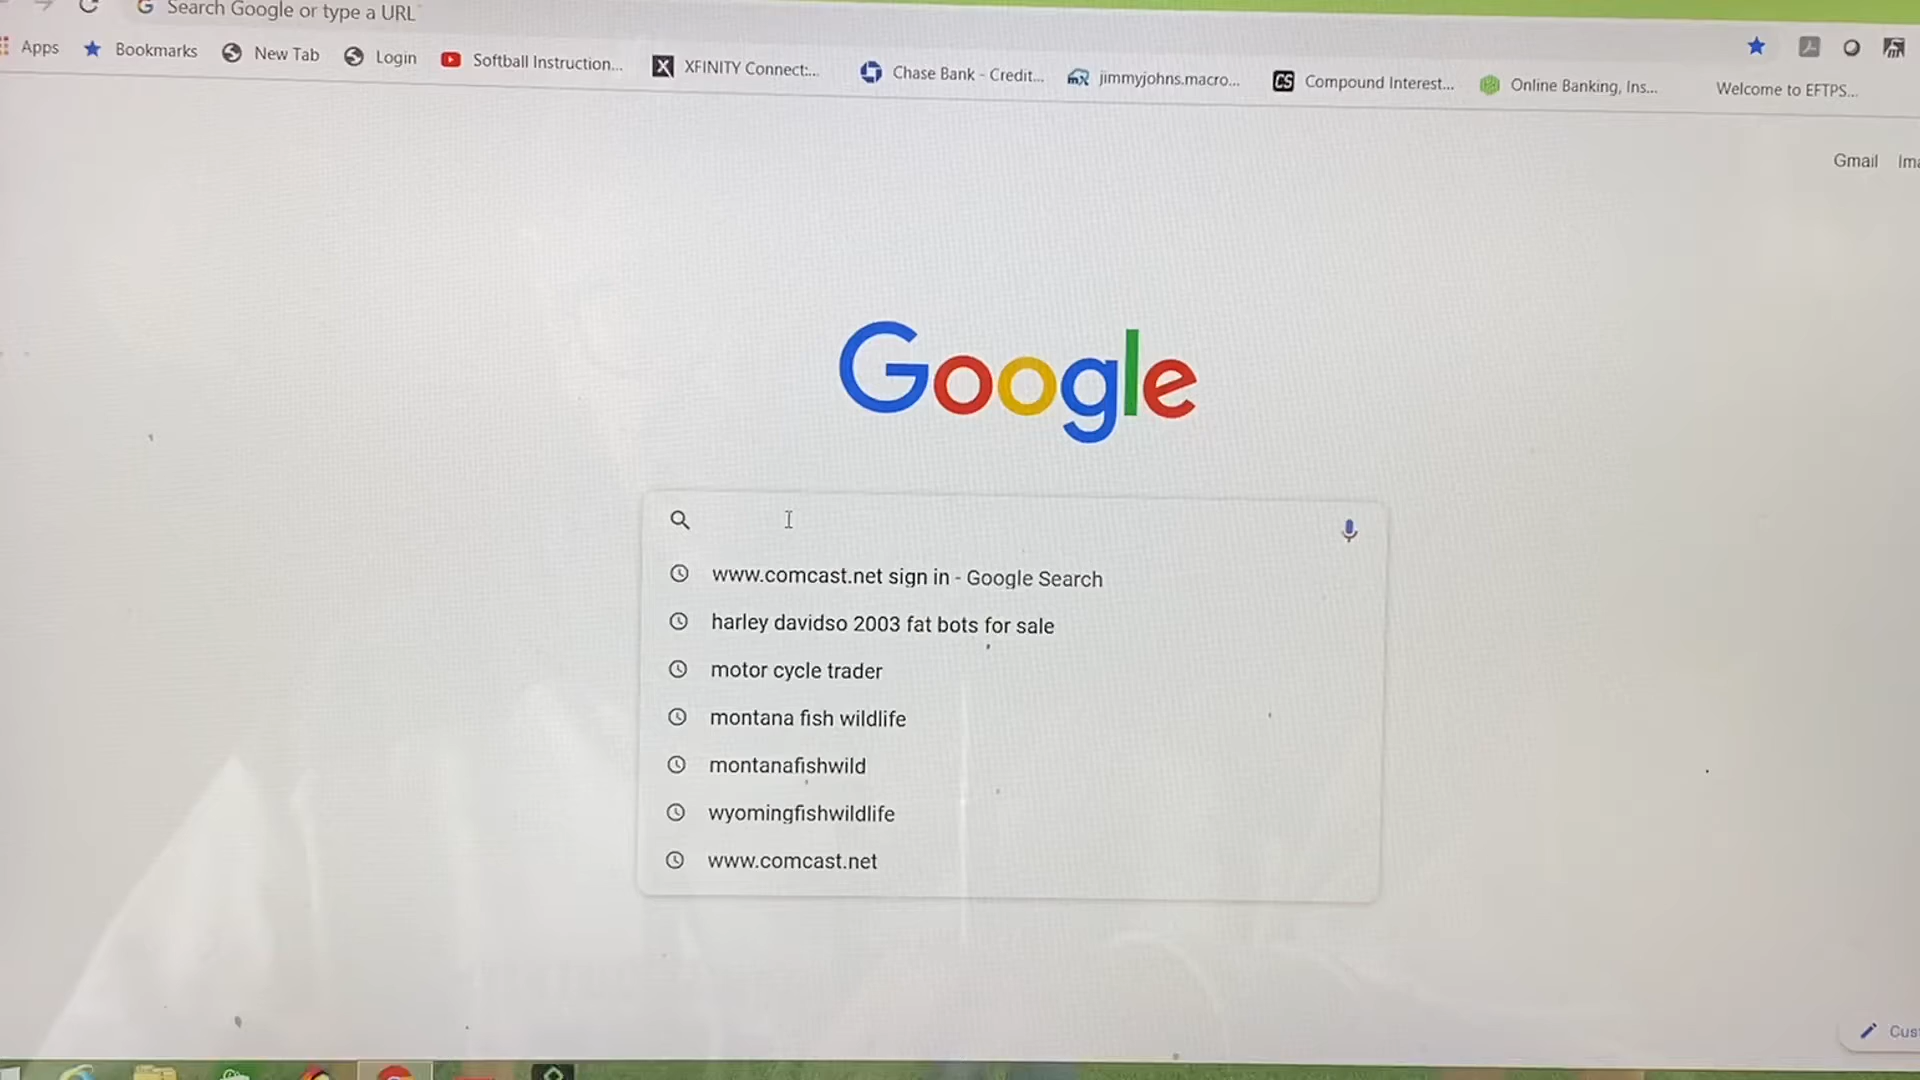 Search Google or type a URL
Apps Bookmarks New Tab Login Softball Instruction... XFINITY Connect:... Chase Bank - Credit... jimmyjohns.macro... CS Compound Interest... Online Banking, Ins... Welcome to EFTPS...
Gmail
Google
www.comcast.net sign in - Google Search
harley davidso 2003 fat bots for sale
motor cycle trader
montana fish wildlife
montanafishwild
wyomingfishwildlife
www.comcast.net